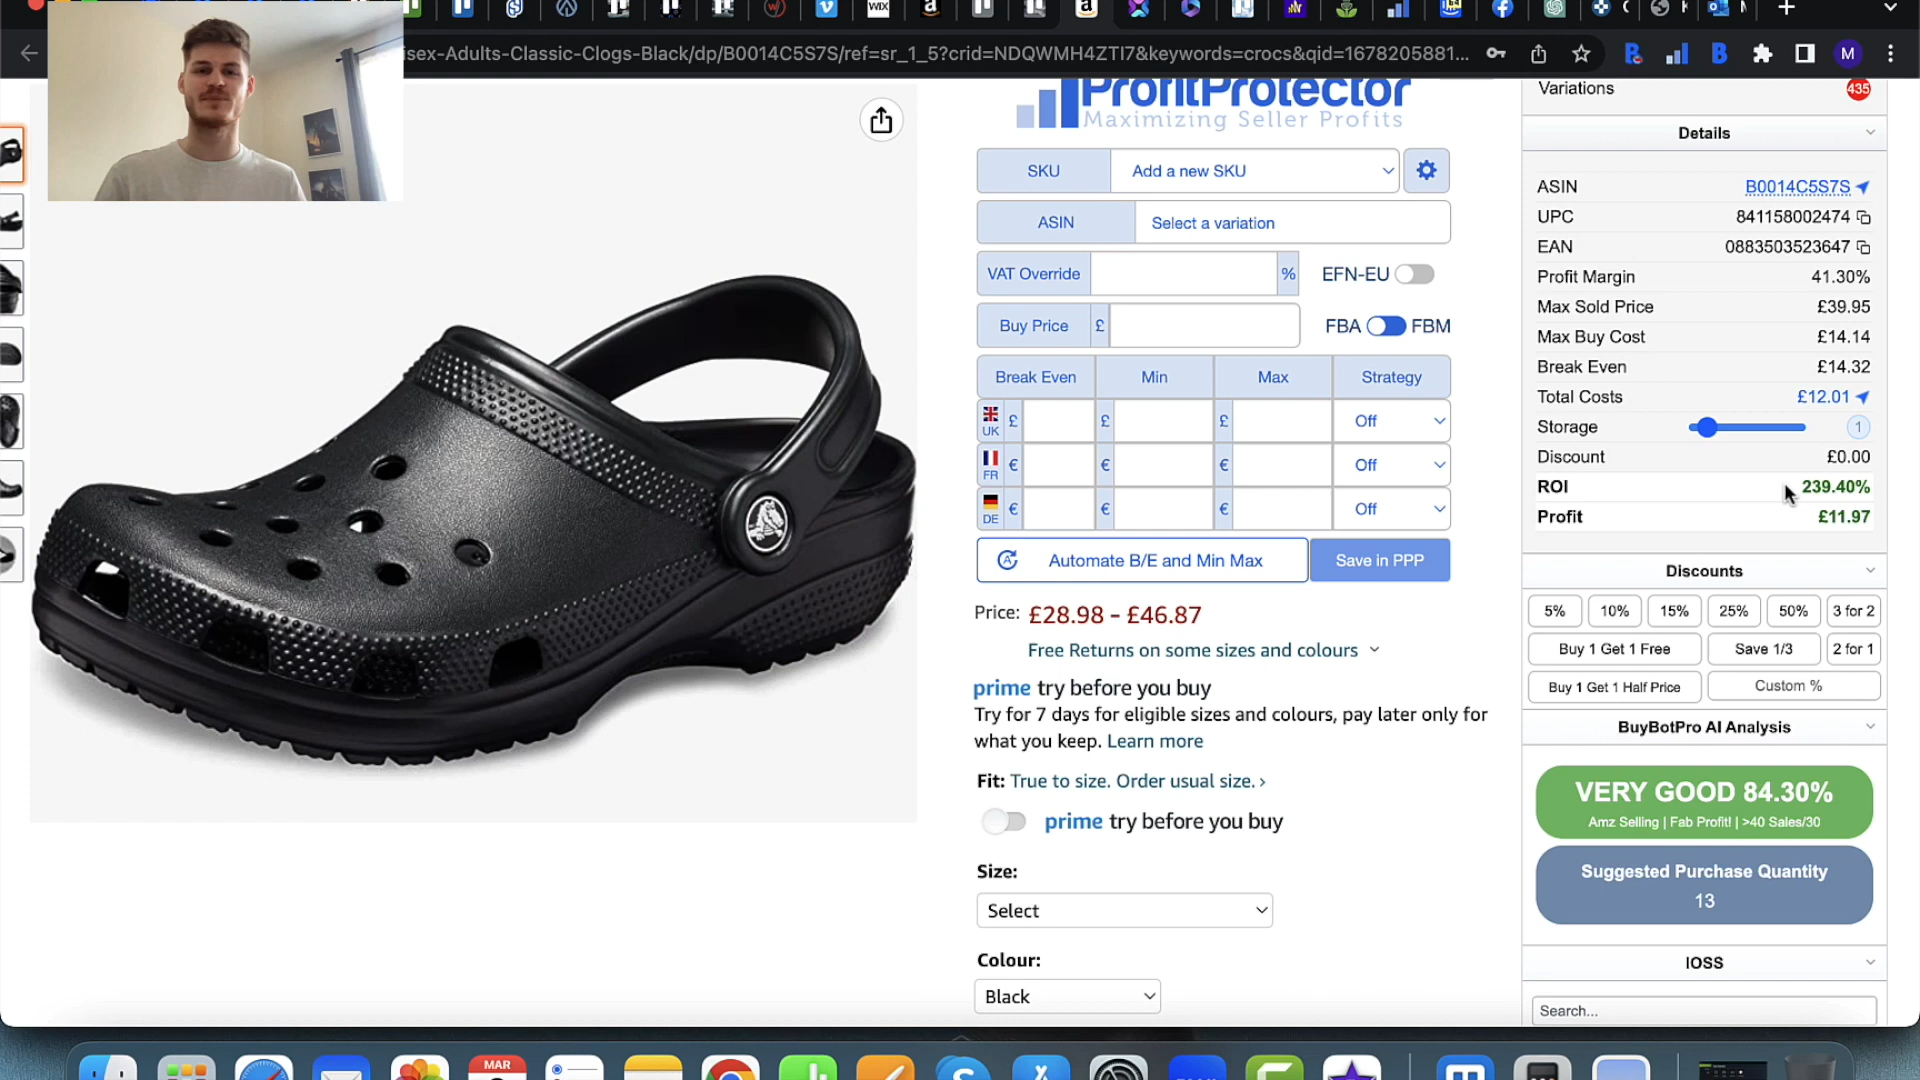 isex-Adults-Classic-Clogs-Black/dp/B0014C5S7S/ref=sr_1_5?crid=NDQWMH4ZTI7&keywords=crocs&qid=1678205881...
M
ProfitProtector
Maximizing Seller Profits
SKU
Add a new SKU
ASIN
Select a variation
VAT Override
%
EFN-EU
Buy Price £
FBA
FBM
Break Even
Min
Max
Strategy
UK £ £ £ Off
FR € € € Off
DE € € € Off
Automate B/E and Min Max
Save in PPP
Price: £28.98 - £46.87
Free Returns on some sizes and colours
prime try before you buy
Try for 7 days for eligible sizes and colours, pay later only for
what you keep. Learn more
Fit: True to size. Order usual size. ›
prime try before you buy
Size:
Select
Colour:
Black
Variations 435
Details
ASIN B0014C5S7S
UPC 841158002474
EAN 0883503523647
Profit Margin 41.30%
Max Sold Price £39.95
Max Buy Cost £14.14
Break Even £14.32
Total Costs £12.01
Storage 1
Discount £0.00
ROI 239.40%
Profit £11.97
Discounts
5% 10% 15% 25% 50% 3 for 2
Buy 1 Get 1 Free Save 1/3 2 for 1
Buy 1 Get 1 Half Price Custom %
BuyBotPro AI Analysis
VERY GOOD 84.30%
Amz Selling | Fab Profit! | >40 Sales/30
Suggested Purchase Quantity
13
IOSS
Search...
MAR